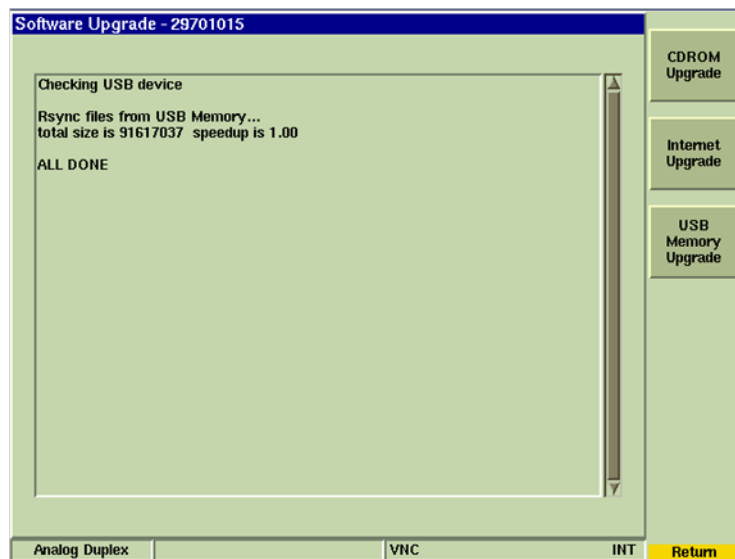 Software Upgrade - 29701015
Checking USB device
Rsync files from USB Memory...
total size is 91617037 speedup is 1.00
ALL DONE
CDROM
Upgrade
Internet
Upgrade
USB
Memory
Upgrade
Analog Duplex
VNC
INT
Return